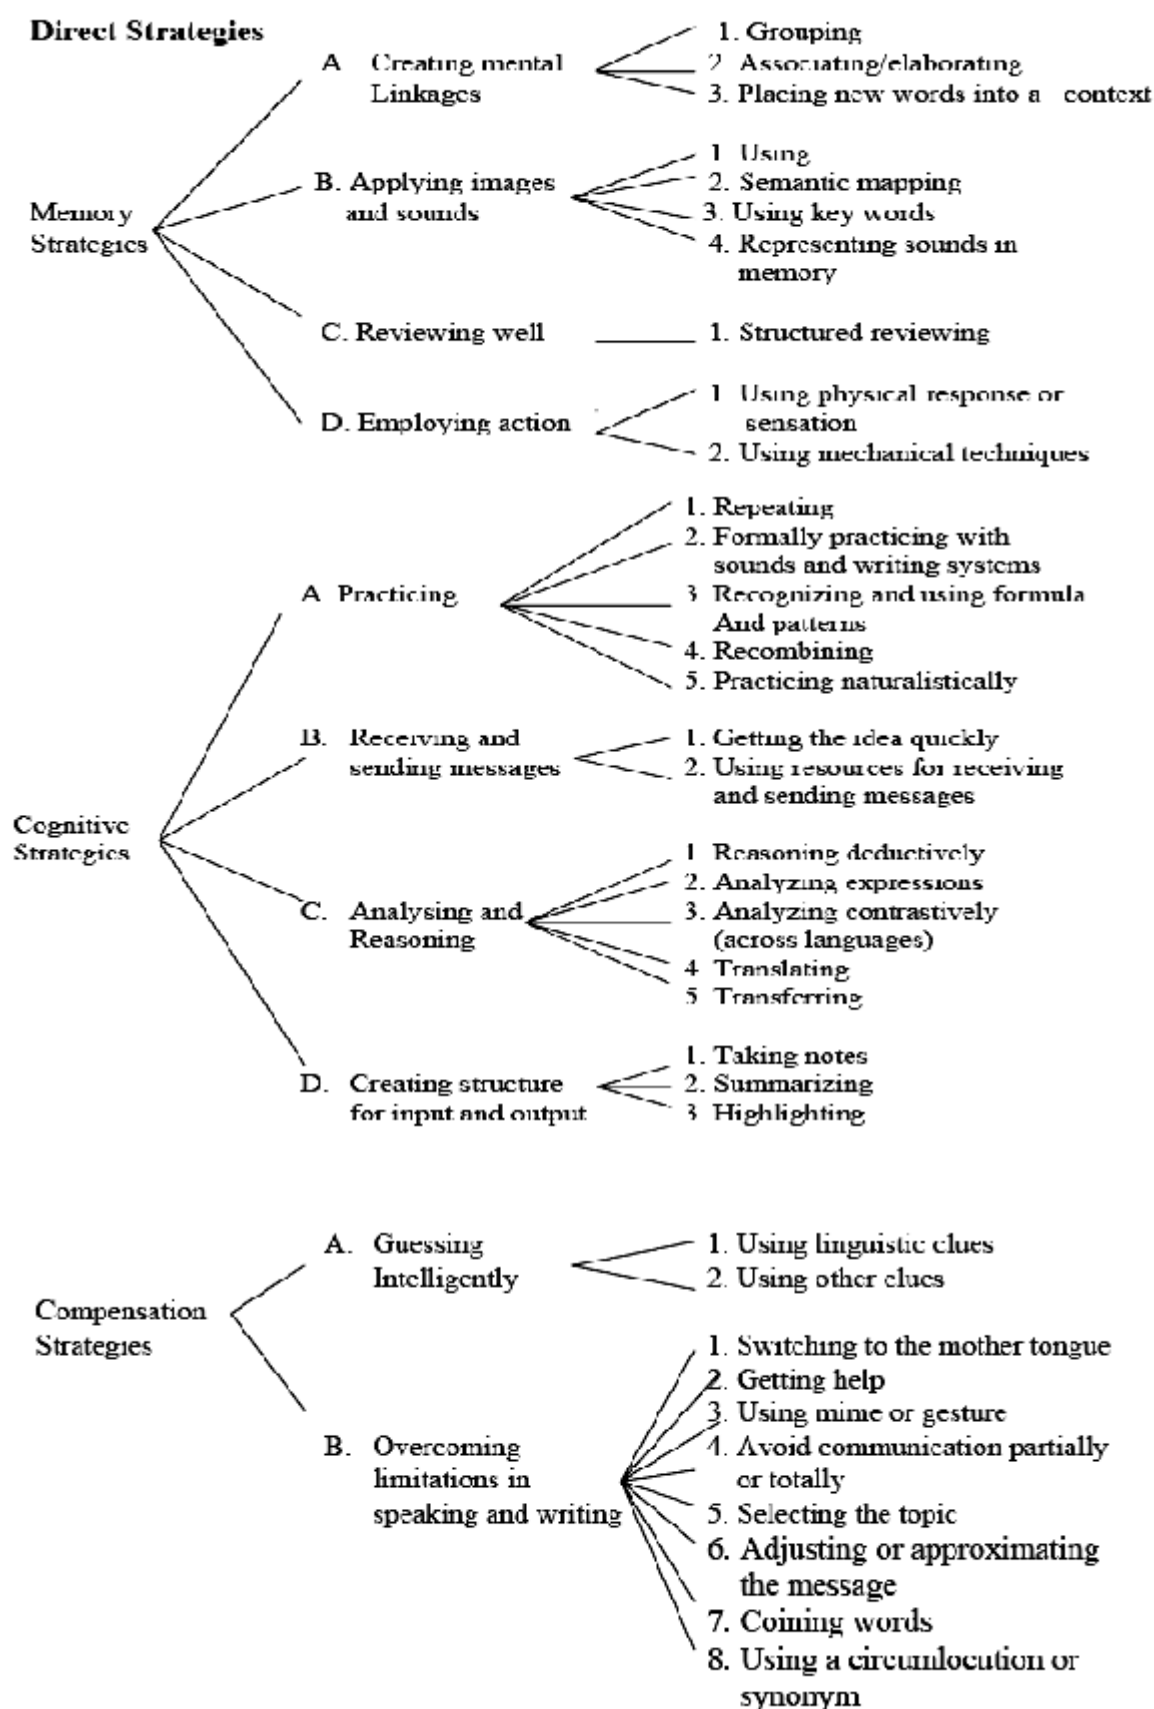 Direct Strategies
Memory
Strategies
A Creating mental
Linkages
1. Grouping
2 Associating/elaborating
3. Placing new words into a context
B. Applying images
and sounds
1 Using
2. Semantic mapping
3. Using key words
4. Representing sounds in
memory
C. Reviewing well
1. Structured reviewing
D. Employing action
1 Using physical response or
sensation
2. Using mechanical techniques
Cognitive
Strategies
A Practicing
1. Repeating
2. Formally practicing with
sounds and writing systems
3 Recognizing and using formula
And patterns
4. Recombining
5. Practicing naturalistically
B. Receiving and
sending messages
1. Getting the idea quickly
2. Using resources for receiving
and sending messages
C. Analysing and
Reasoning
1 Reasoning deductively
2. Analyzing expressions
3. Analyzing contrastively
(across languages)
4 Translating
5 Transferring
D. Creating structure
for input and output
1. Taking notes
2. Summarizing
3 Highlighting
Compensation
Strategies
A. Guessing
Intelligently
1. Using linguistic clues
2. Using other clues
B. Overcoming
limitations in
speaking and writing
1. Switching to the mother tongue
2. Getting help
3. Using mime or gesture
4. Avoid communication partially
or totally
5. Selecting the topic
6. Adjusting or approximating
the message
7. Coining words
8. Using a circumlocution or
synonym